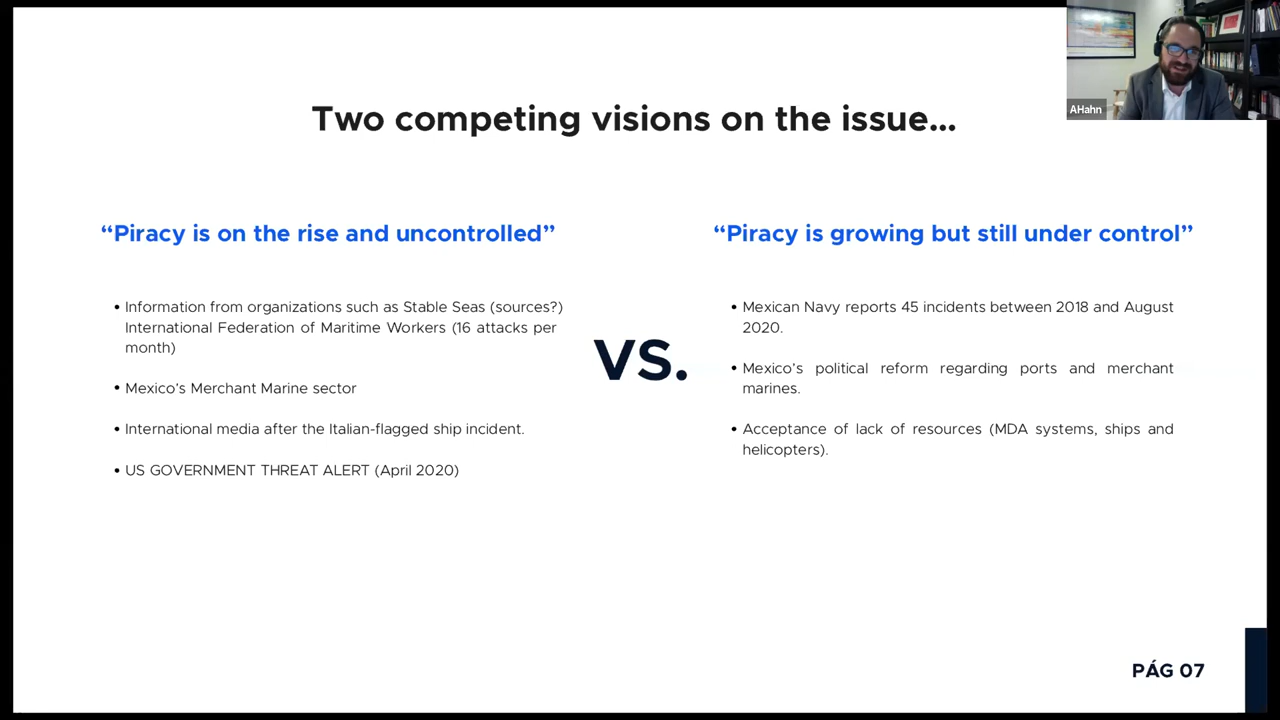 AHahn
Two competing visions on the issue...
“Piracy is on the rise and uncontrolled”
• Information from organizations such as Stable Seas (sources?)
International Federation of Maritime Workers (16 attacks per
month)
• Mexico's Merchant Marine sector
• International media after the Italian-flagged ship incident.
• US GOVERNMENT THREAT ALERT (April 2020)
VS.
“Piracy is growing but still under control”
• Mexican Navy reports 45 incidents between 2018 and August
2020.
• Mexico's political reform regarding ports and merchant
marines.
• Acceptance of lack of resources (MDA systems, ships and
helicopters).
PÁG 07